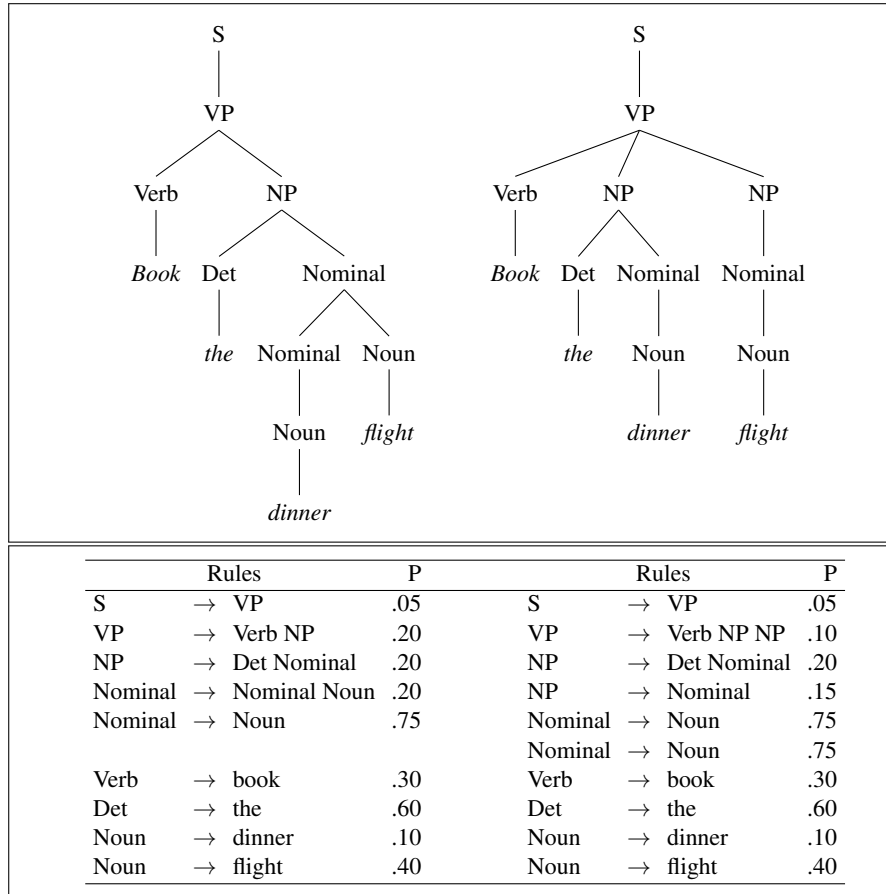 S S
VP VP
Verb NP Verb NP NP
Book Det Nominal Book Det Nominal Nominal
the Nominal Noun the Noun Noun
Noun flight dinner flight
dinner
Rules P Rules P
S → VP .05 S → VP .05
VP → Verb NP .20 VP → Verb NP NP .10
NP → Det Nominal .20 NP → Det Nominal .20
Nominal → Nominal Noun .20 NP → Nominal .15
Nominal → Noun .75 Nominal → Noun .75
Nominal → Noun .75
Verb → book .30 Verb → book .30
Det → the .60 Det → the .60
Noun → dinner .10 Noun → dinner .10
Noun → flight .40 Noun → flight .40